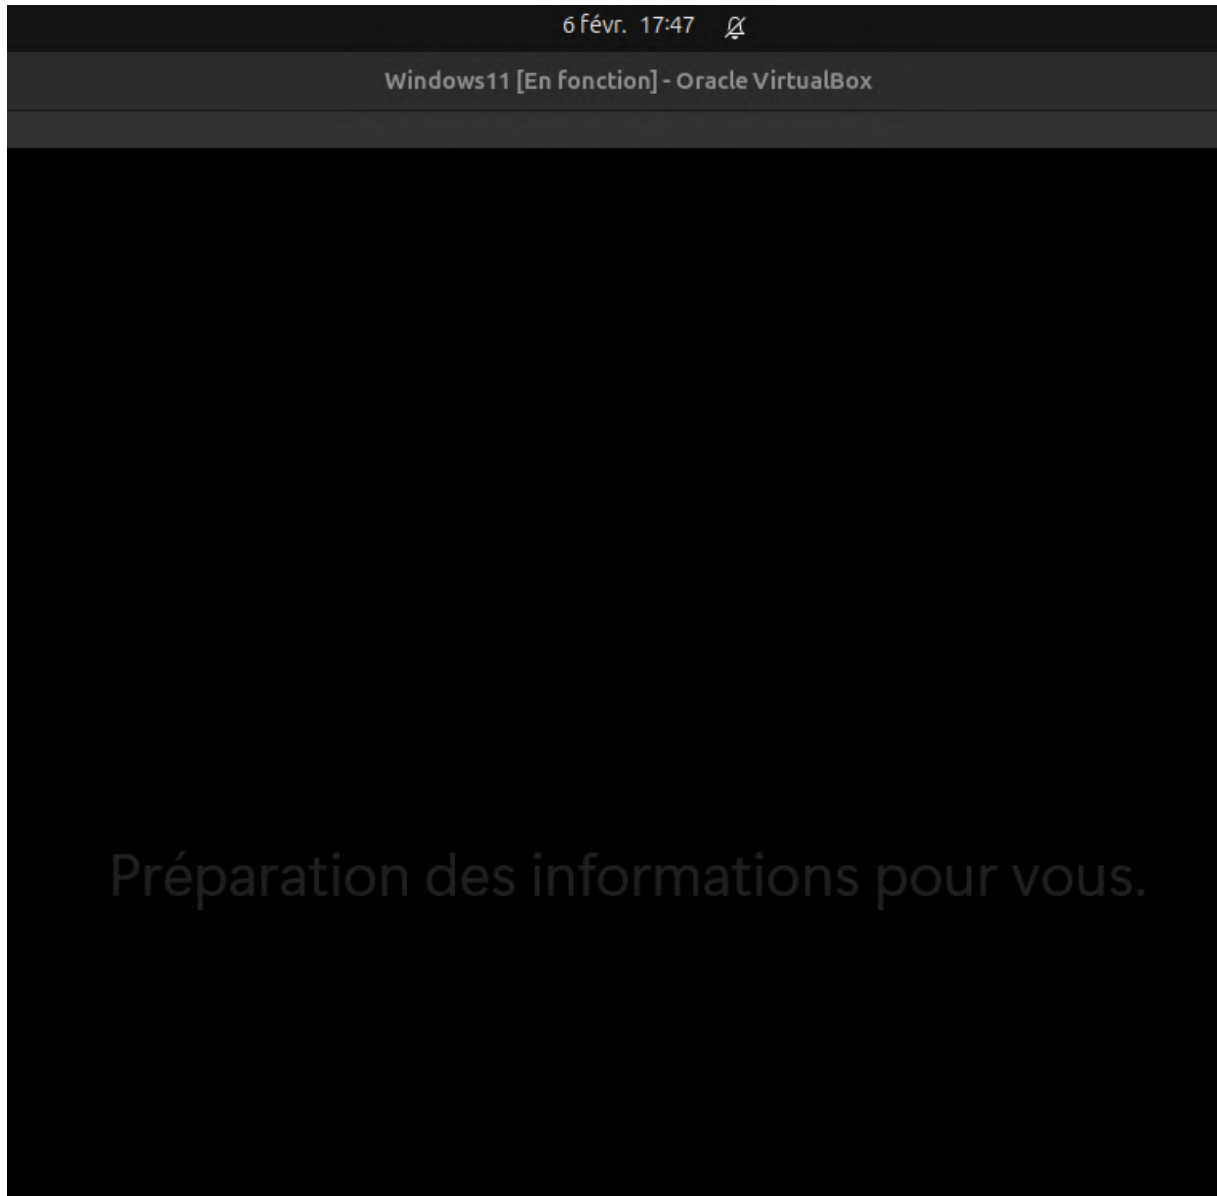 6 févr. 17:47
Windows11 [En fonction] - Oracle VirtualBox
Préparation des informations pour vous.